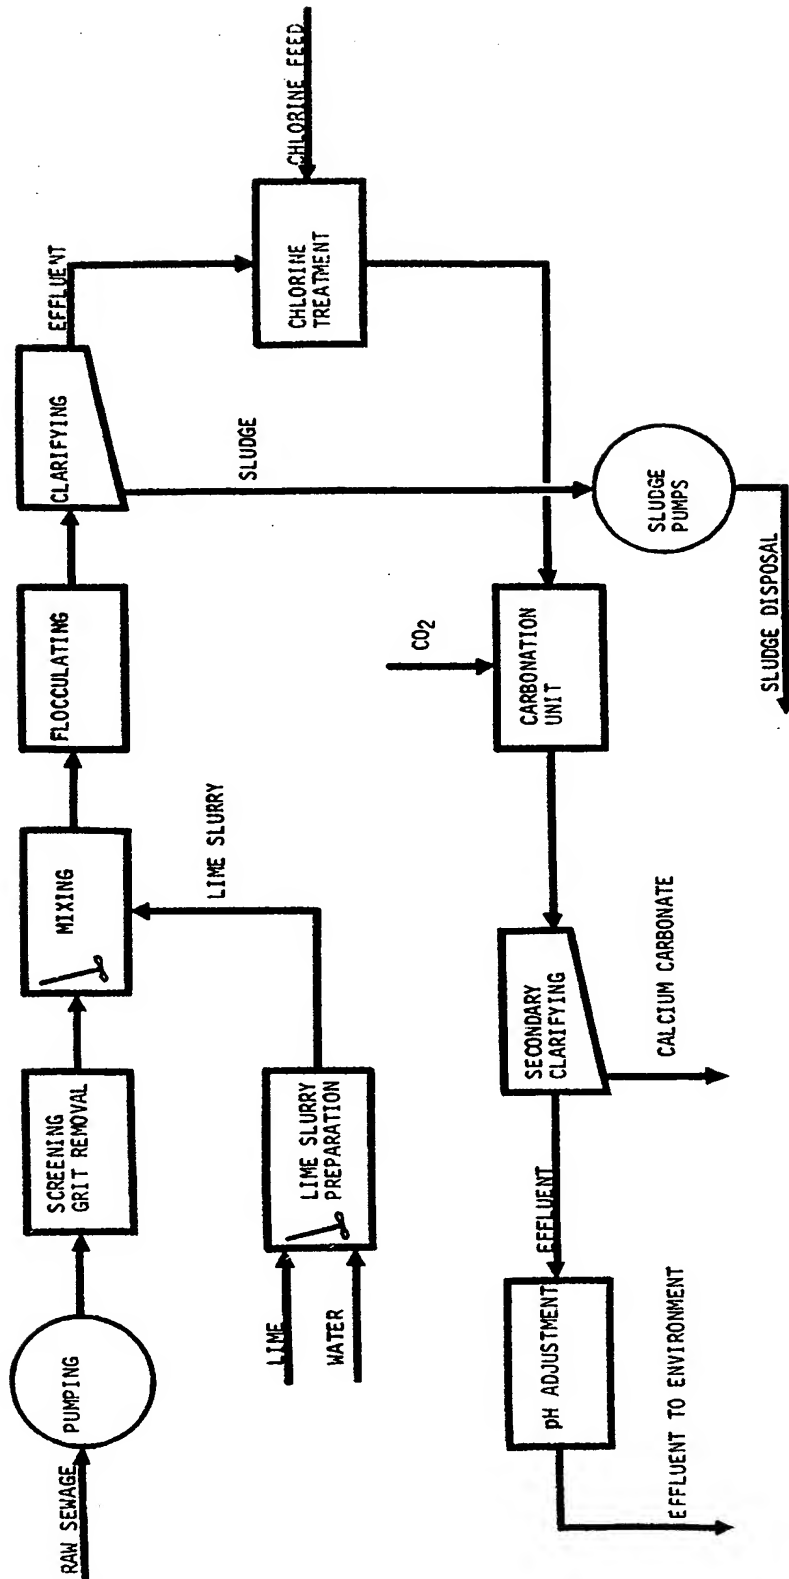 RAW SEWAGE
PUMPING
SCREENING
GRIT REMOVAL
MIXING
FLOCCULATING
CLARIFYING
EFFLUENT
LIME
WATER
LIME SLURRY
PREPARATION
LIME SLURRY
SLUDGE
CHLORINE
TREATMENT
CHLORINE FEED
CO2
CARBONATION
UNIT
SLUDGE
PUMPS
SLUDGE DISPOSAL
SECONDARY
CLARIFYING
CALCIUM CARBONATE
EFFLUENT
pH ADJUSTMENT
EFFLUENT TO ENVIRONMENT